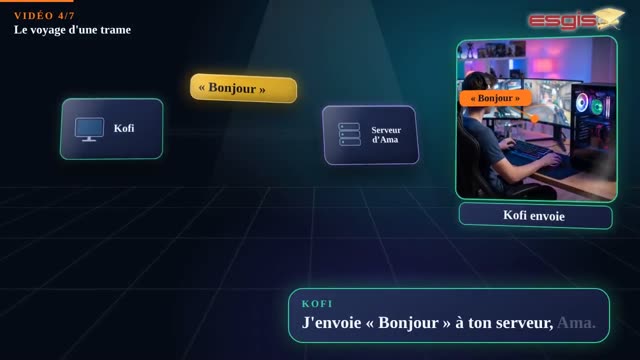 VIDÉO 4/7
Le voyage d'une trame
esgis
« Bonjour »
Kofi
Serveur
d'Ama
« Bonjour »
Kofi envoie
KOFI
J'envoie « Bonjour » à ton serveur, Ama.